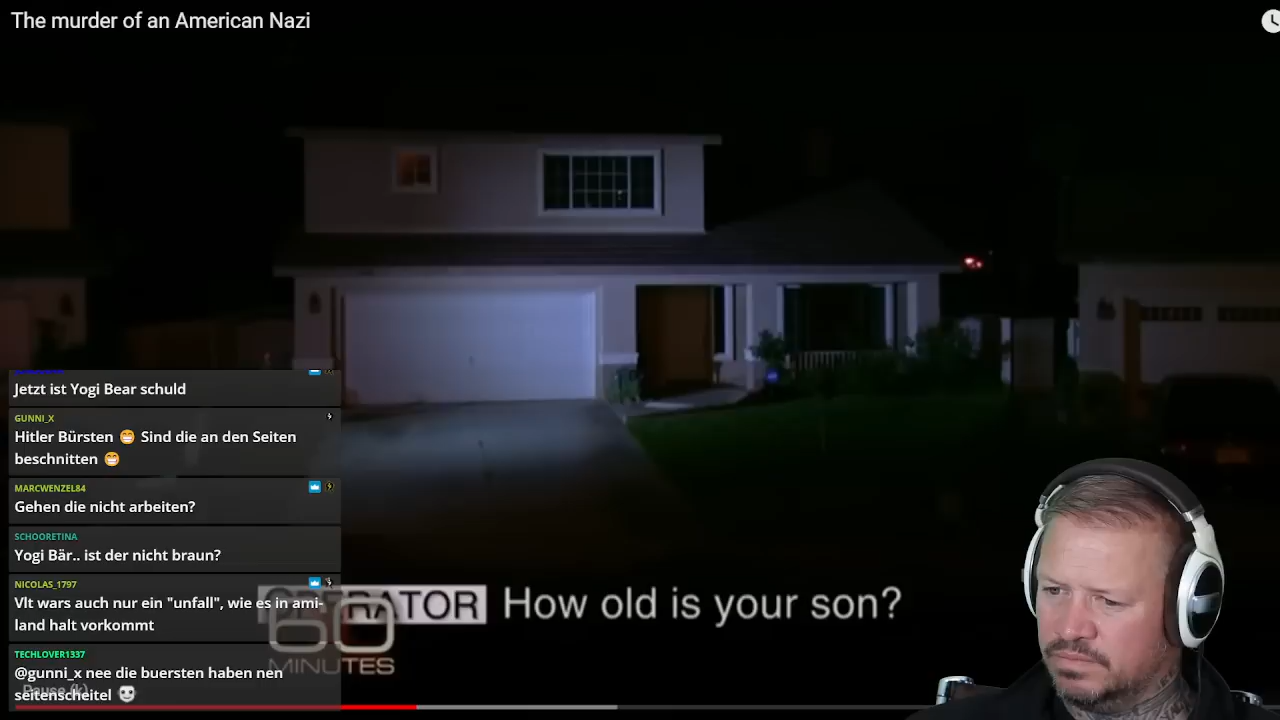 The murder of an American Nazi
Jetzt ist Yogi Bear schuld
GUNNI_X
Hitler Bürsten 😁 Sind die an den Seiten
beschnitten 😁
MARCWENZEL84
Gehen die nicht arbeiten?
SCHOORETINA
Yogi Bär.. ist der nicht braun?
NICOLAS_1797
Vlt wars auch nur ein "unfall", wie es in ami-
land halt vorkommt
TECHLOVER1337
@gunni_x nee die buersten haben nen
seitenscheitel
Pause (k)
OPERATOR How old is your son?
60
MINUTES